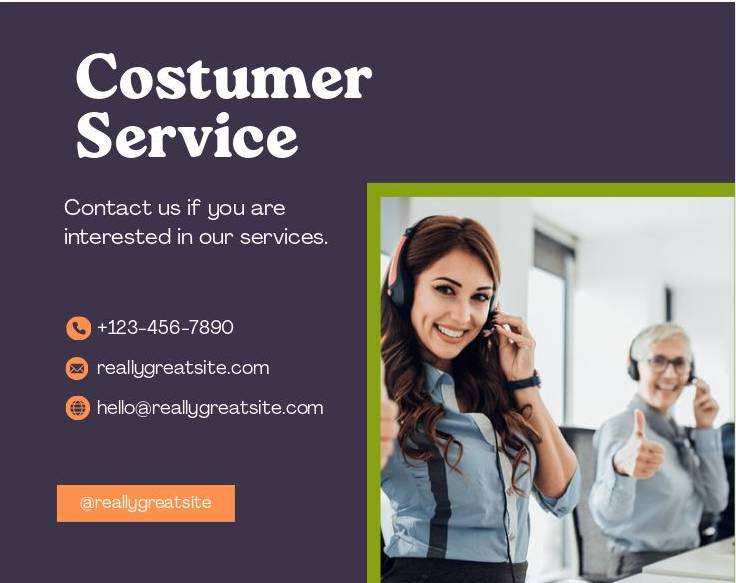 Costumer
Service
Contact us if you are
interested in our services.
+123-456-7890
reallygreatsite.com
hello@reallygreatsite.com
@reallygreatsite